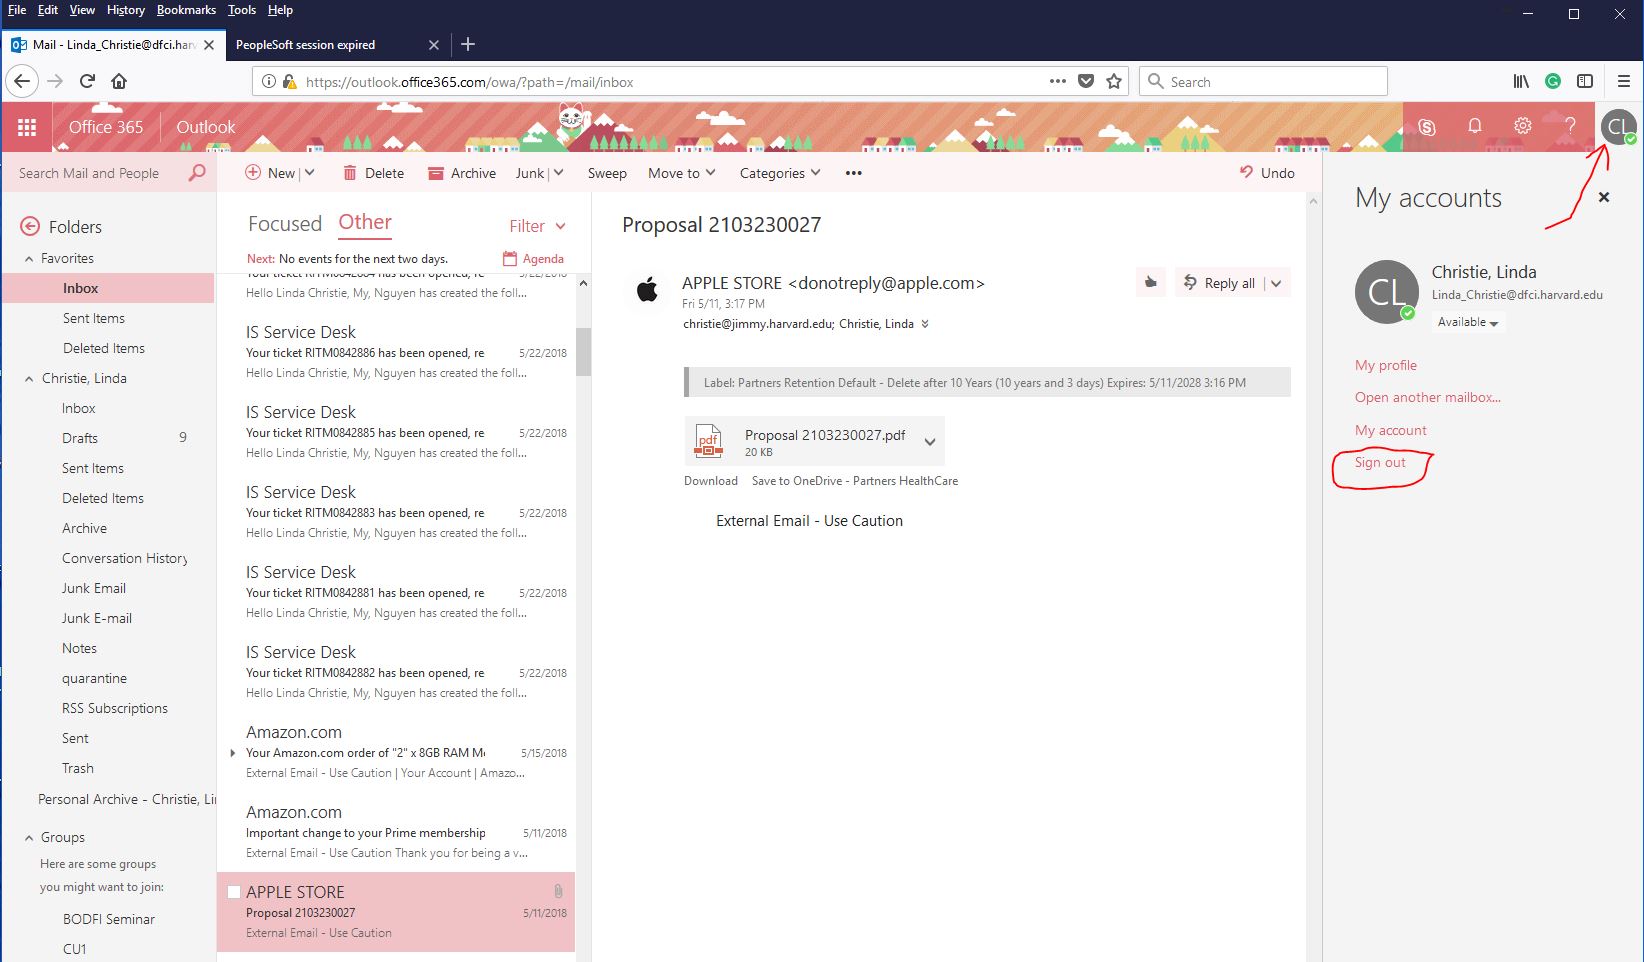 File Edit View History Bookmarks Tools Help
Mail - Linda_Christie@dfci.harv
PeopleSoft session expired
https://outlook.office365.com/owa/?path=/mail/inbox
Search
Office 365
Outlook
CL
Search Mail and People
New
Delete
Archive
Junk
Sweep
Move to
Categories
Undo
Folders
Favorites
Inbox
Sent Items
Deleted Items
Christie, Linda
Inbox
Drafts 9
Sent Items
Deleted Items
Archive
Conversation History
Junk Email
Junk E-mail
Notes
quarantine
RSS Subscriptions
Sent
Trash
Personal Archive - Christie, Li
Groups
Here are some groups
you might want to join:
BODFI Seminar
CU1
Focused Other
Filter
Next: No events for the next two days.
Agenda
Your ticket RITM0842884 has been opened, re 5/22/2018
Hello Linda Christie, My, Nguyen has created the foll...
IS Service Desk
Your ticket RITM0842886 has been opened, re 5/22/2018
Hello Linda Christie, My, Nguyen has created the foll...
IS Service Desk
Your ticket RITM0842885 has been opened, re 5/22/2018
Hello Linda Christie, My, Nguyen has created the foll...
IS Service Desk
Your ticket RITM0842883 has been opened, re 5/22/2018
Hello Linda Christie, My, Nguyen has created the foll...
IS Service Desk
Your ticket RITM0842881 has been opened, re 5/22/2018
Hello Linda Christie, My, Nguyen has created the foll...
IS Service Desk
Your ticket RITM0842882 has been opened, re 5/22/2018
Hello Linda Christie, My, Nguyen has created the foll...
Amazon.com
Your Amazon.com order of "2" x 8GB RAM Me 5/15/2018
External Email - Use Caution | Your Account | Amazo...
Amazon.com
Important change to your Prime membership 5/11/2018
External Email - Use Caution Thank you for being a v...
APPLE STORE
Proposal 2103230027 5/11/2018
External Email - Use Caution
Proposal 2103230027
APPLE STORE <donotreply@apple.com>
Fri 5/11, 3:17 PM
christie@jimmy.harvard.edu; Christie, Linda
Reply all
Label: Partners Retention Default - Delete after 10 Years (10 years and 3 days) Expires: 5/11/2028 3:16 PM
pdf
Proposal 2103230027.pdf
20 KB
Download Save to OneDrive - Partners HealthCare
External Email - Use Caution
My accounts
CL
Christie, Linda
Linda_Christie@dfci.harvard.edu
Available
My profile
Open another mailbox...
My account
Sign out